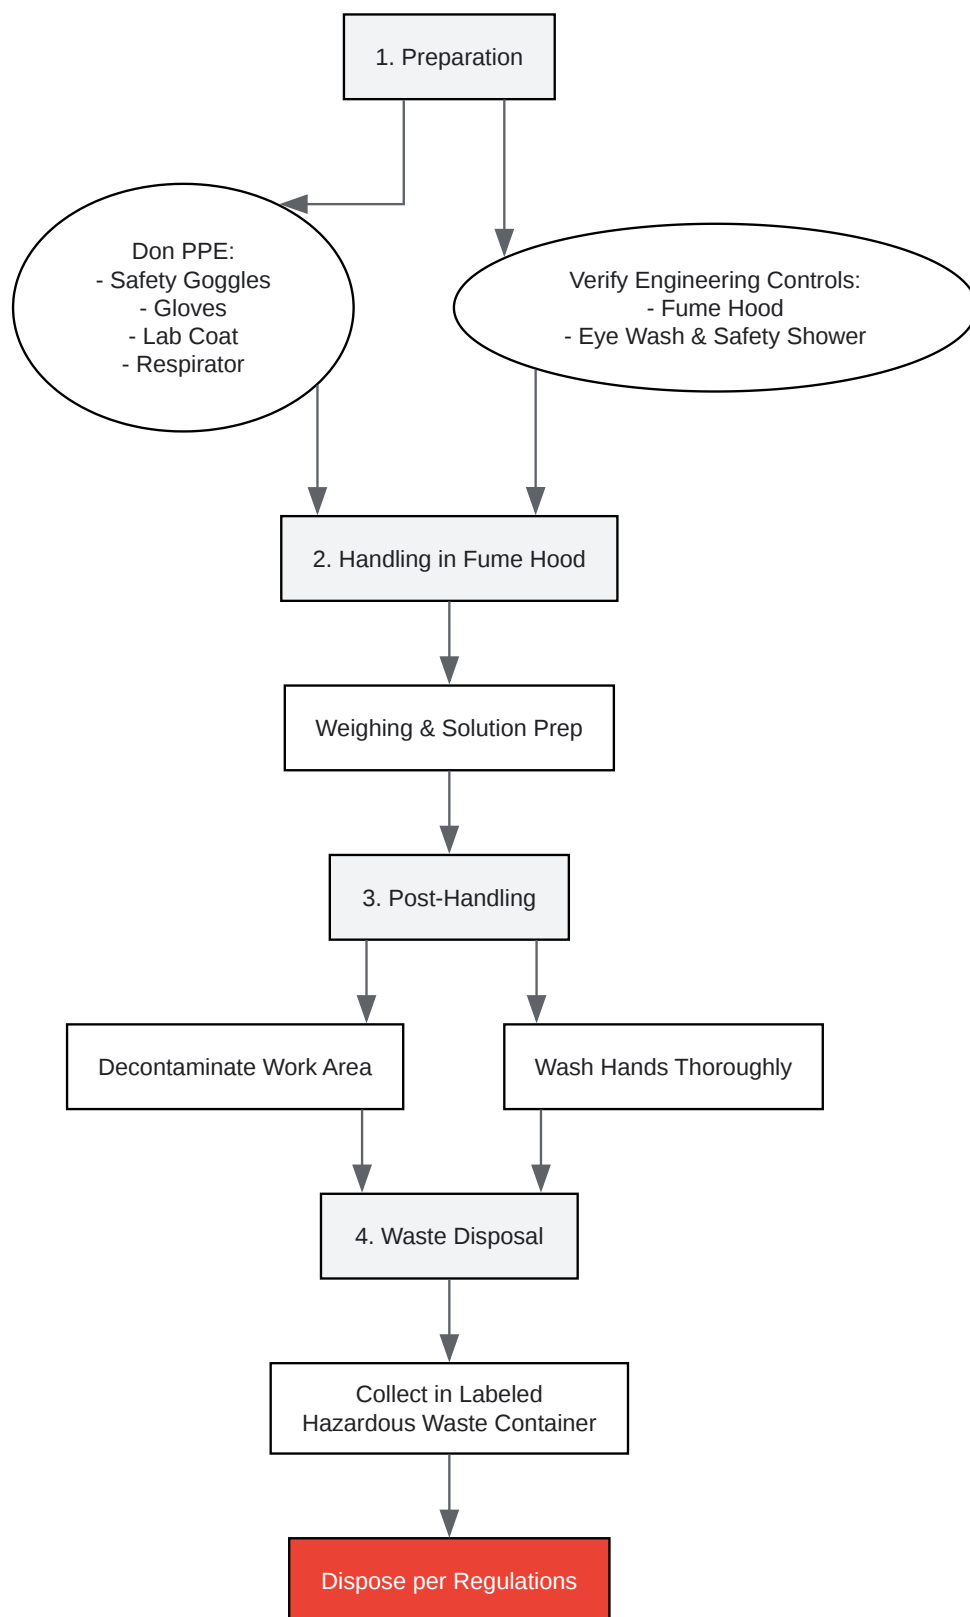 1. Preparation
Don PPE:
- Safety Goggles
- Gloves
- Lab Coat
- Respirator
Verify Engineering Controls:
- Fume Hood
- Eye Wash & Safety Shower
2. Handling in Fume Hood
Weighing & Solution Prep
3. Post-Handling
Decontaminate Work Area
Wash Hands Thoroughly
4. Waste Disposal
Collect in Labeled
Hazardous Waste Container
Dispose per Regulations